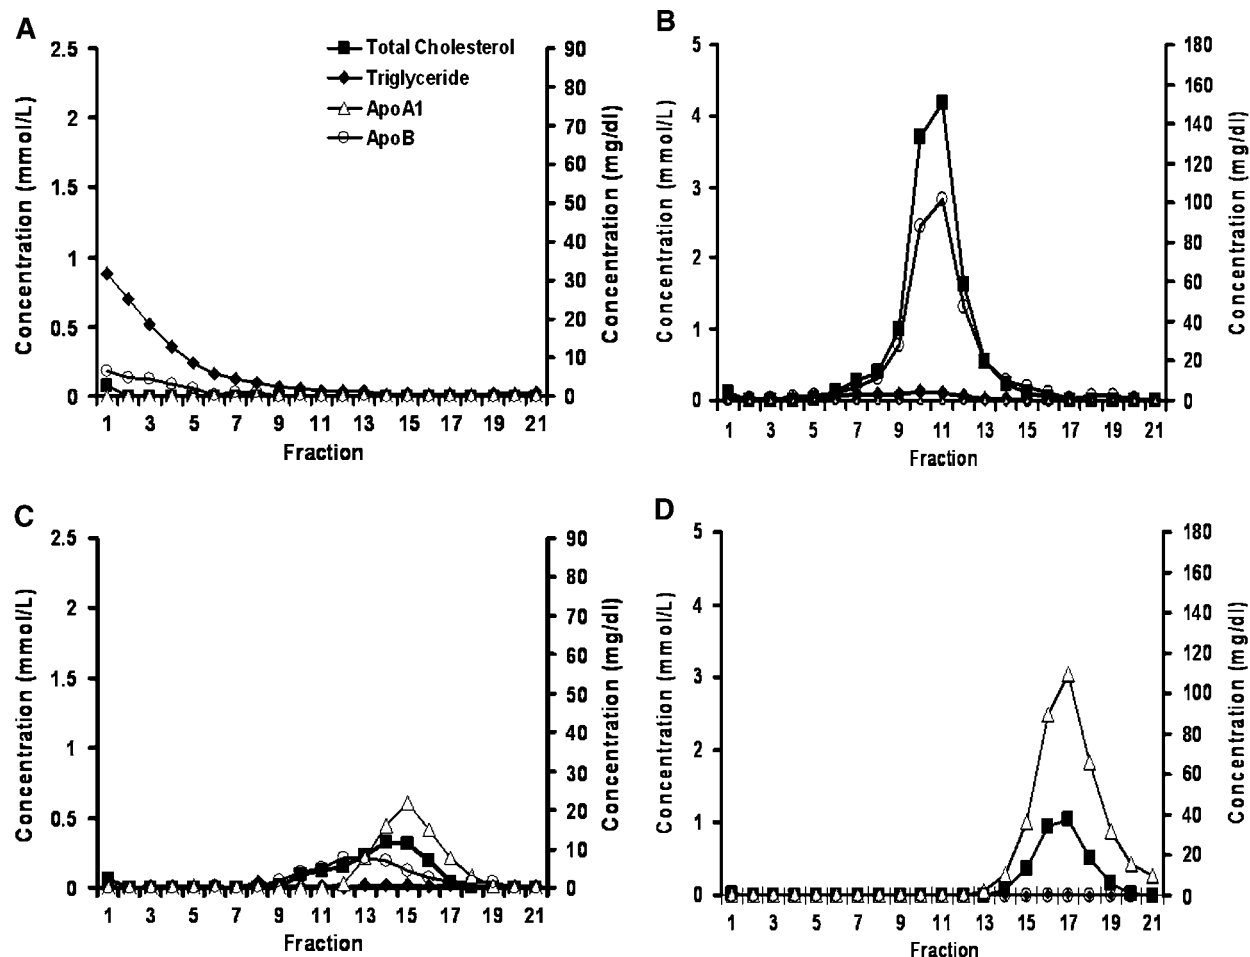 A
Total Cholesterol
Triglyceride
ApoA1
ApoB
2.5
2
1.5
1
0.5
0
90
80
70
60
50
40
30
20
10
0
Concentration (mmol/L)
Concentration (mg/dl)
1 3 5 7 9 11 13 15 17 19 21
Fraction
B
5
4
3
2
1
0
180
160
140
120
100
80
60
40
20
0
Concentration (mmol/L)
Concentration (mg/dl)
1 3 5 7 9 11 13 15 17 19 21
Fraction
C
2.5
2
1.5
1
0.5
0
90
80
70
60
50
40
30
20
10
0
Concentration (mmol/L)
Concentration (mg/dl)
1 3 5 7 9 11 13 15 17 19 21
Fraction
D
5
4
3
2
1
0
180
160
140
120
100
80
60
40
20
0
Concentration (mmol/L)
Concentration (mg/dl)
1 3 5 7 9 11 13 15 17 19 21
Fraction